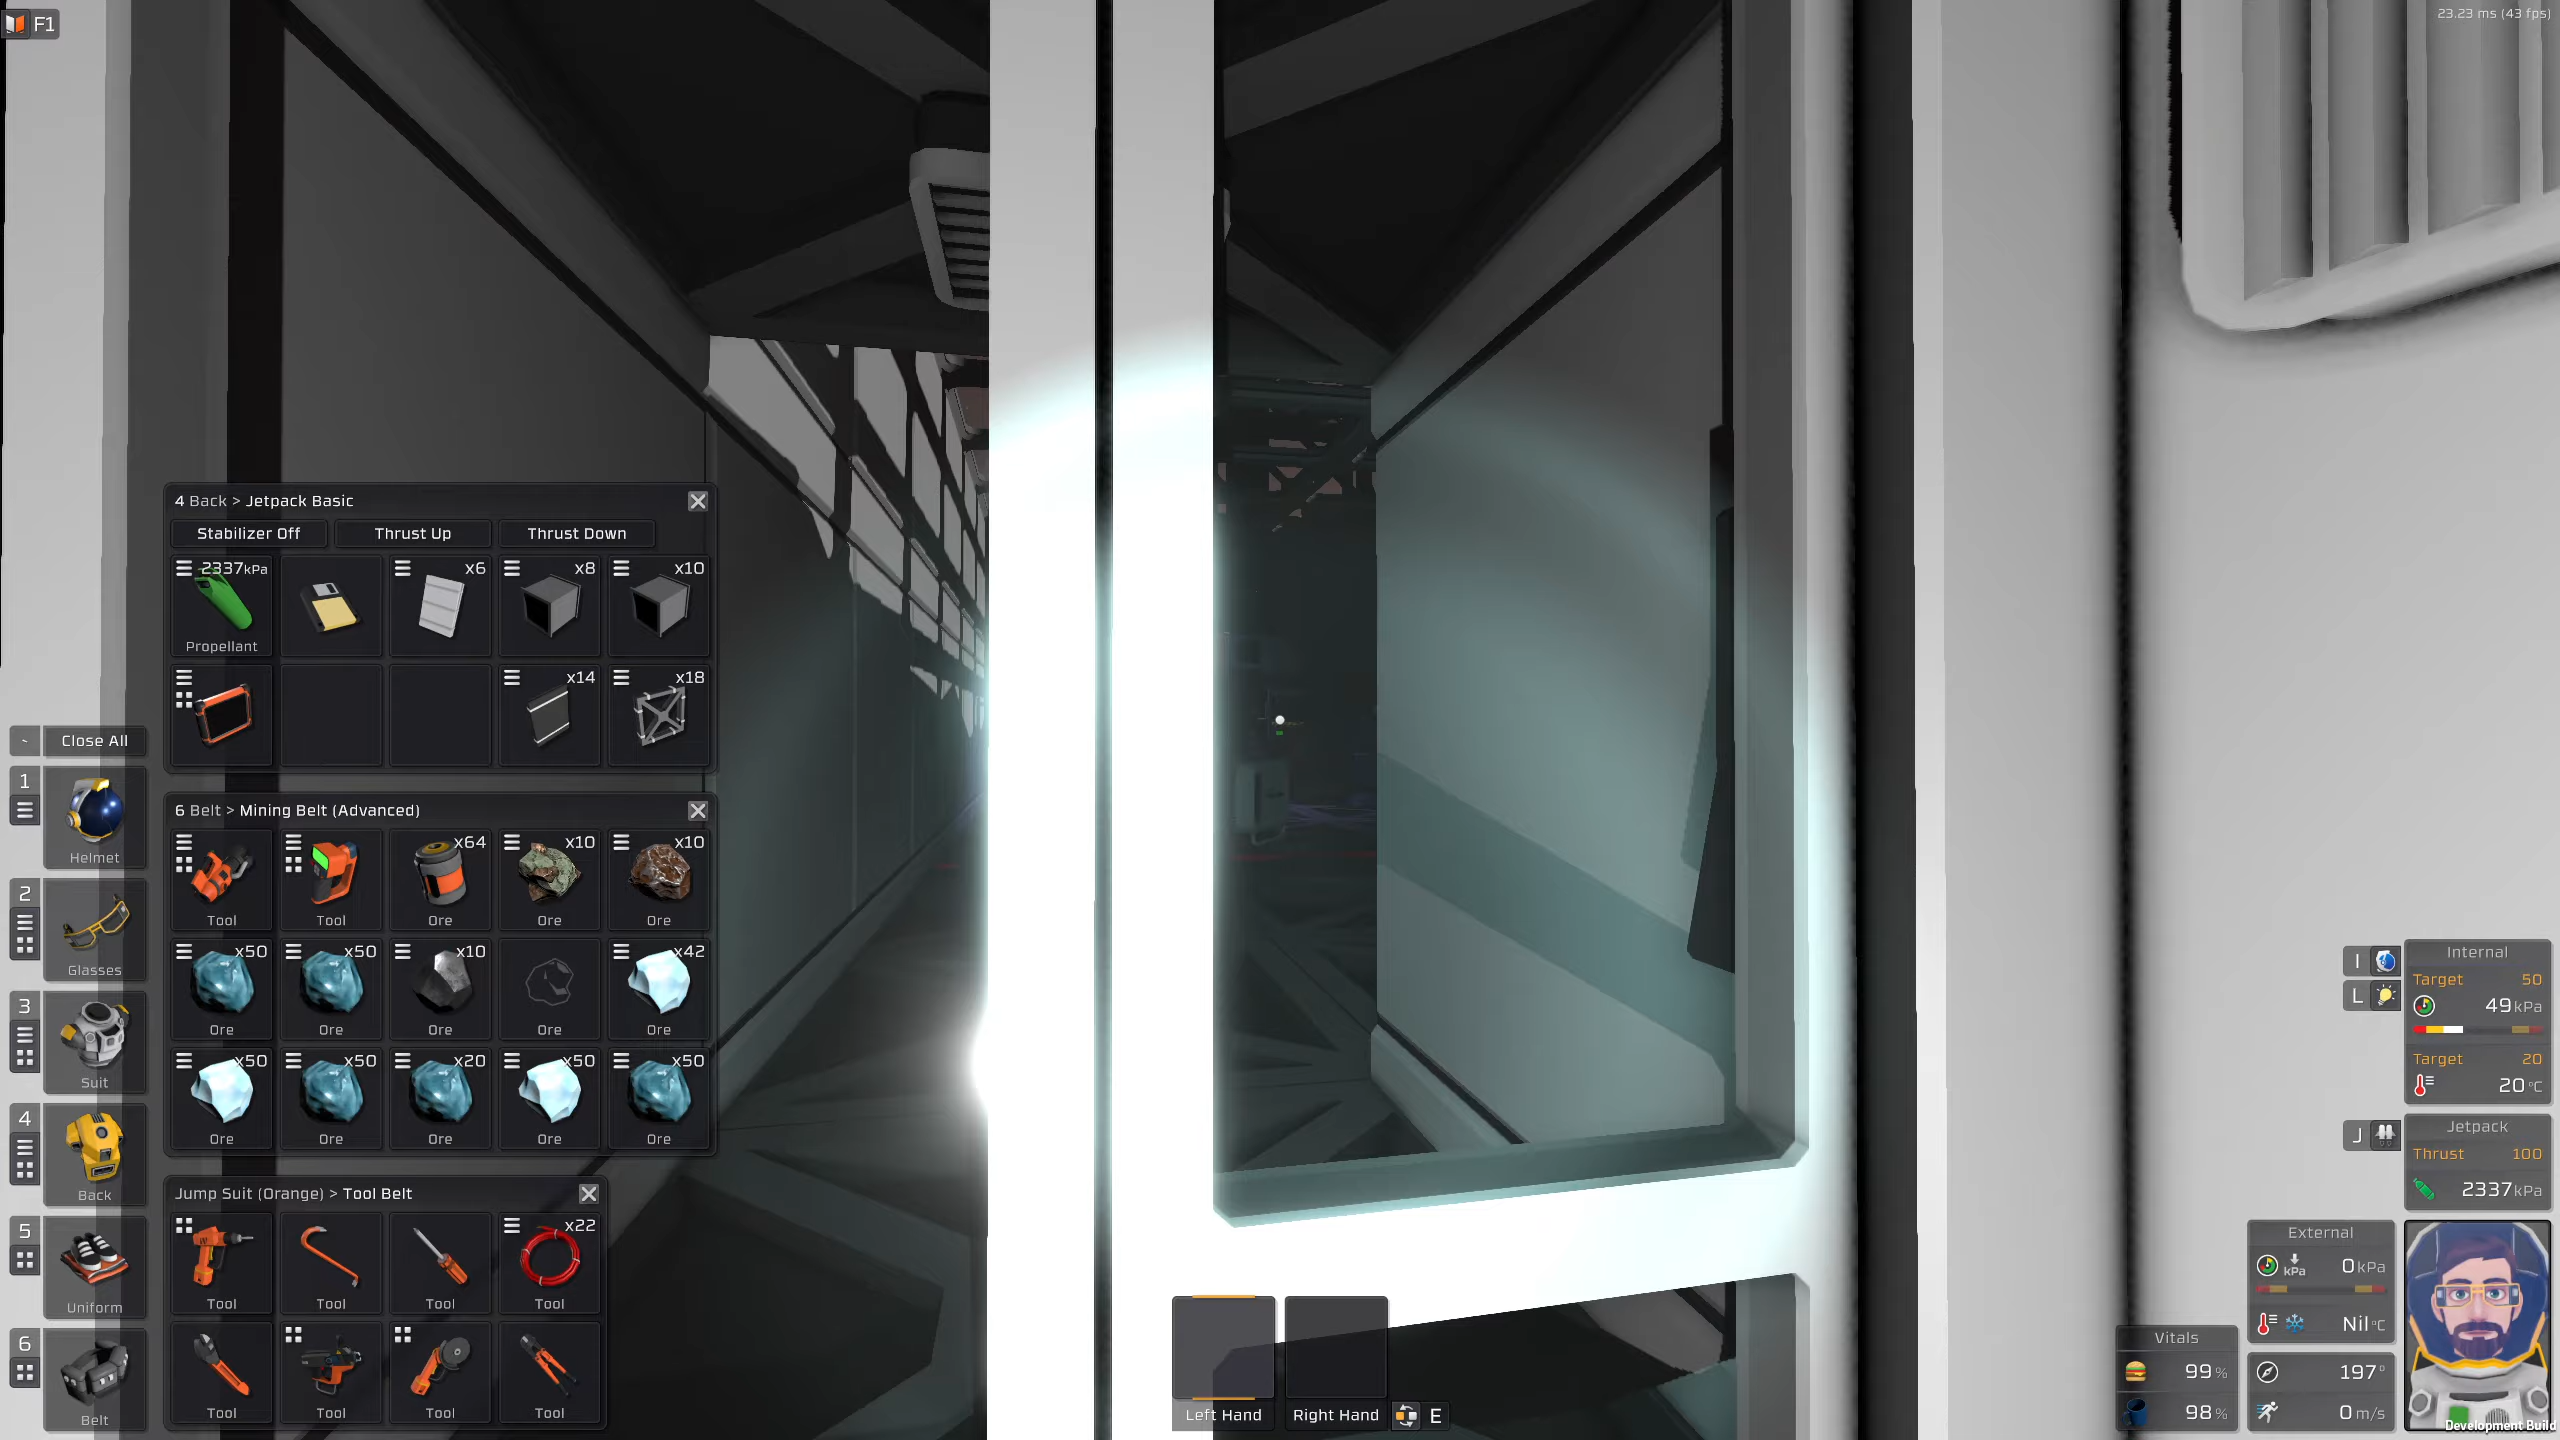 F1
23.23 ms (43 fps)
4 Back > Jetpack Basic
Stabilizer Off Thrust Up Thrust Down
2337kPa x6 x8 x10
Propellant
x14 x18
~ Close All
1
Helmet
2
Glasses
3
Suit
4
Back
5
Uniform
6
Belt
6 Belt > Mining Belt (Advanced)
x64 x10 x10
Tool Tool Ore Ore Ore
x50 x50 x10 x42
Ore Ore Ore Ore Ore
x50 x50 x20 x50 x50
Ore Ore Ore Ore Ore
Jump Suit (Orange) > Tool Belt
x22
Tool Tool Tool Tool
Tool Tool Tool Tool
Left Hand Right Hand E
I
L
Internal
Target 50
49kPa
Target 20
20°C
J
Jetpack
Thrust 100
2337kPa
External
kPa 0kPa
Nil°C
Vitals
99%
98%
197°
0m/s
Development Build